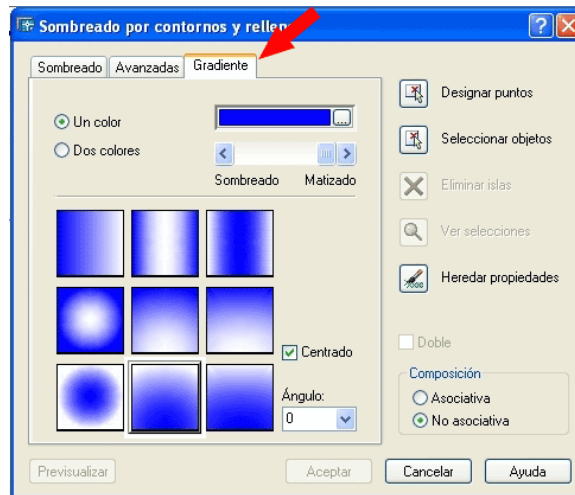 Sombreado por contornos y relleno
Sombreado Avanzadas Gradiente
Un color
Dos colores
...
Sombreado Matizado
Centrado
Ángulo:
0
Designar puntos
Seleccionar objetos
Eliminar islas
Ver selecciones
Heredar propiedades
Doble
Composición
Asociativa
No asociativa
Previsualizar Aceptar Cancelar Ayuda